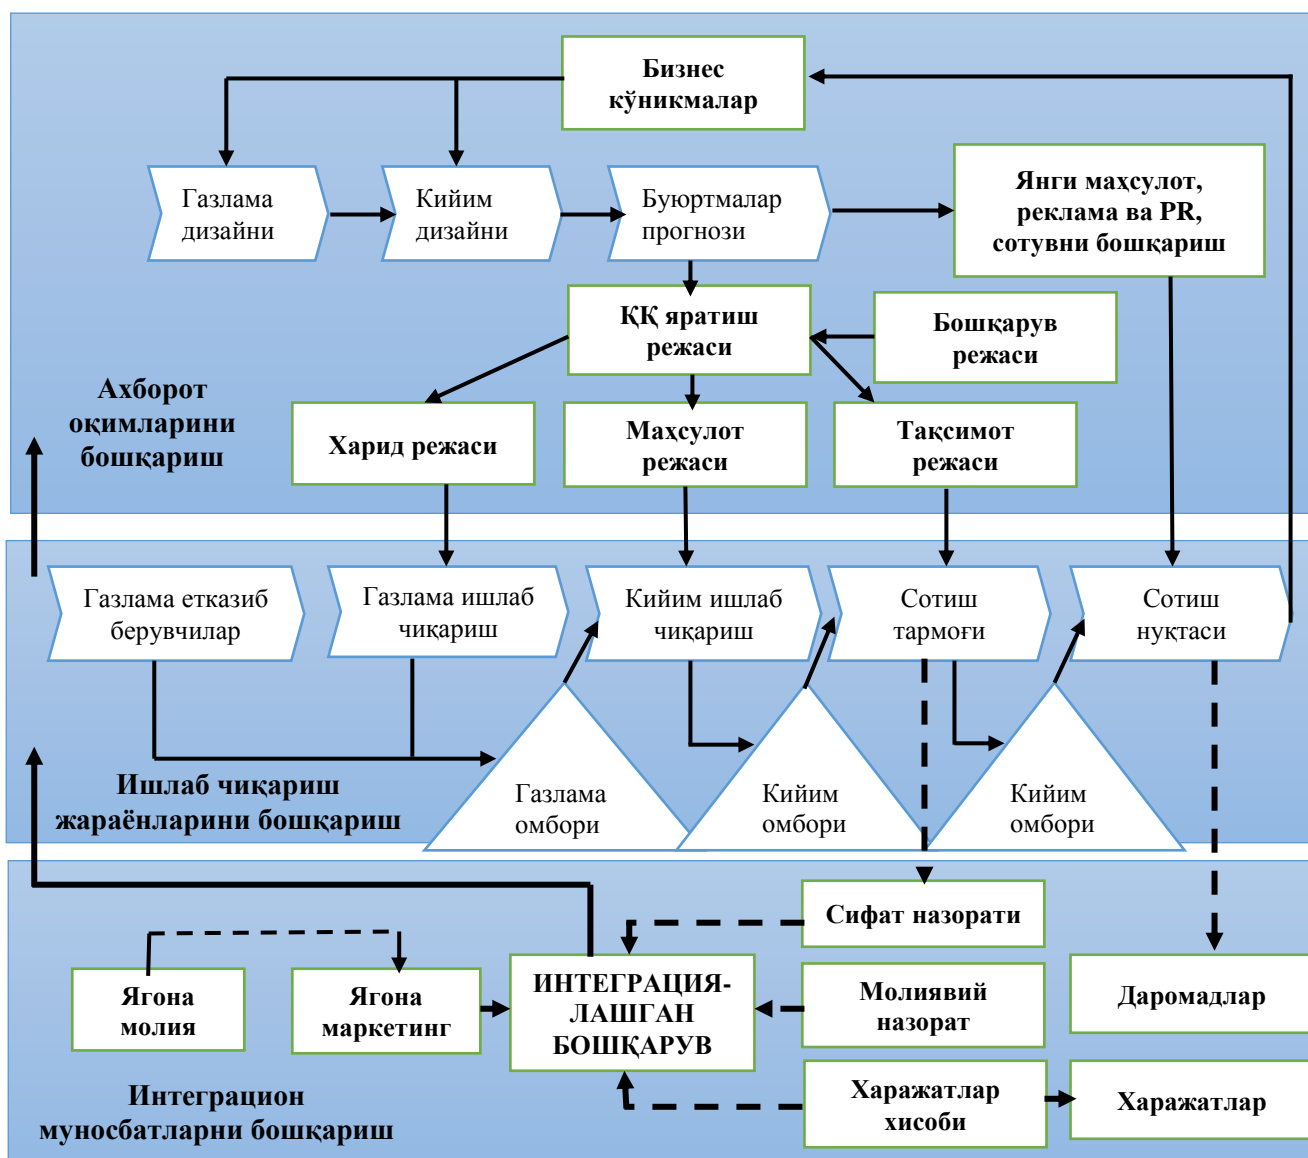 Бизнес
кўникмалар
Газлама
дизайни
Кийим
дизайни
Буюртмалар
прогнози
Янги маҳсулот,
реклама ва PR,
сотувни бошқариш
ҚҚ яратиш
режаси
Бошқарув
режаси
Ахборот
оқимларини
бошқариш
Харид режаси
Маҳсулот
режаси
Тақсимот
режаси
Газлама етказиб
берувчилар
Газлама ишлаб
чиқариш
Кийим ишлаб
чиқариш
Сотиш
тармоғи
Сотиш
нуқтаси
Ишлаб чиқариш
жараёнларини бошқариш
Газлама
омбори
Кийим
омбори
Кийим
омбори
Сифат назорати
Ягона
молия
Ягона
маркетинг
ИНТЕГРАЦИЯ-
ЛАШГАН
БОШҚАРУВ
Молиявий
назорат
Даромадлар
Интеграцион
муносбатларни бошқариш
Харажатлар
хисоби
Харажатлар